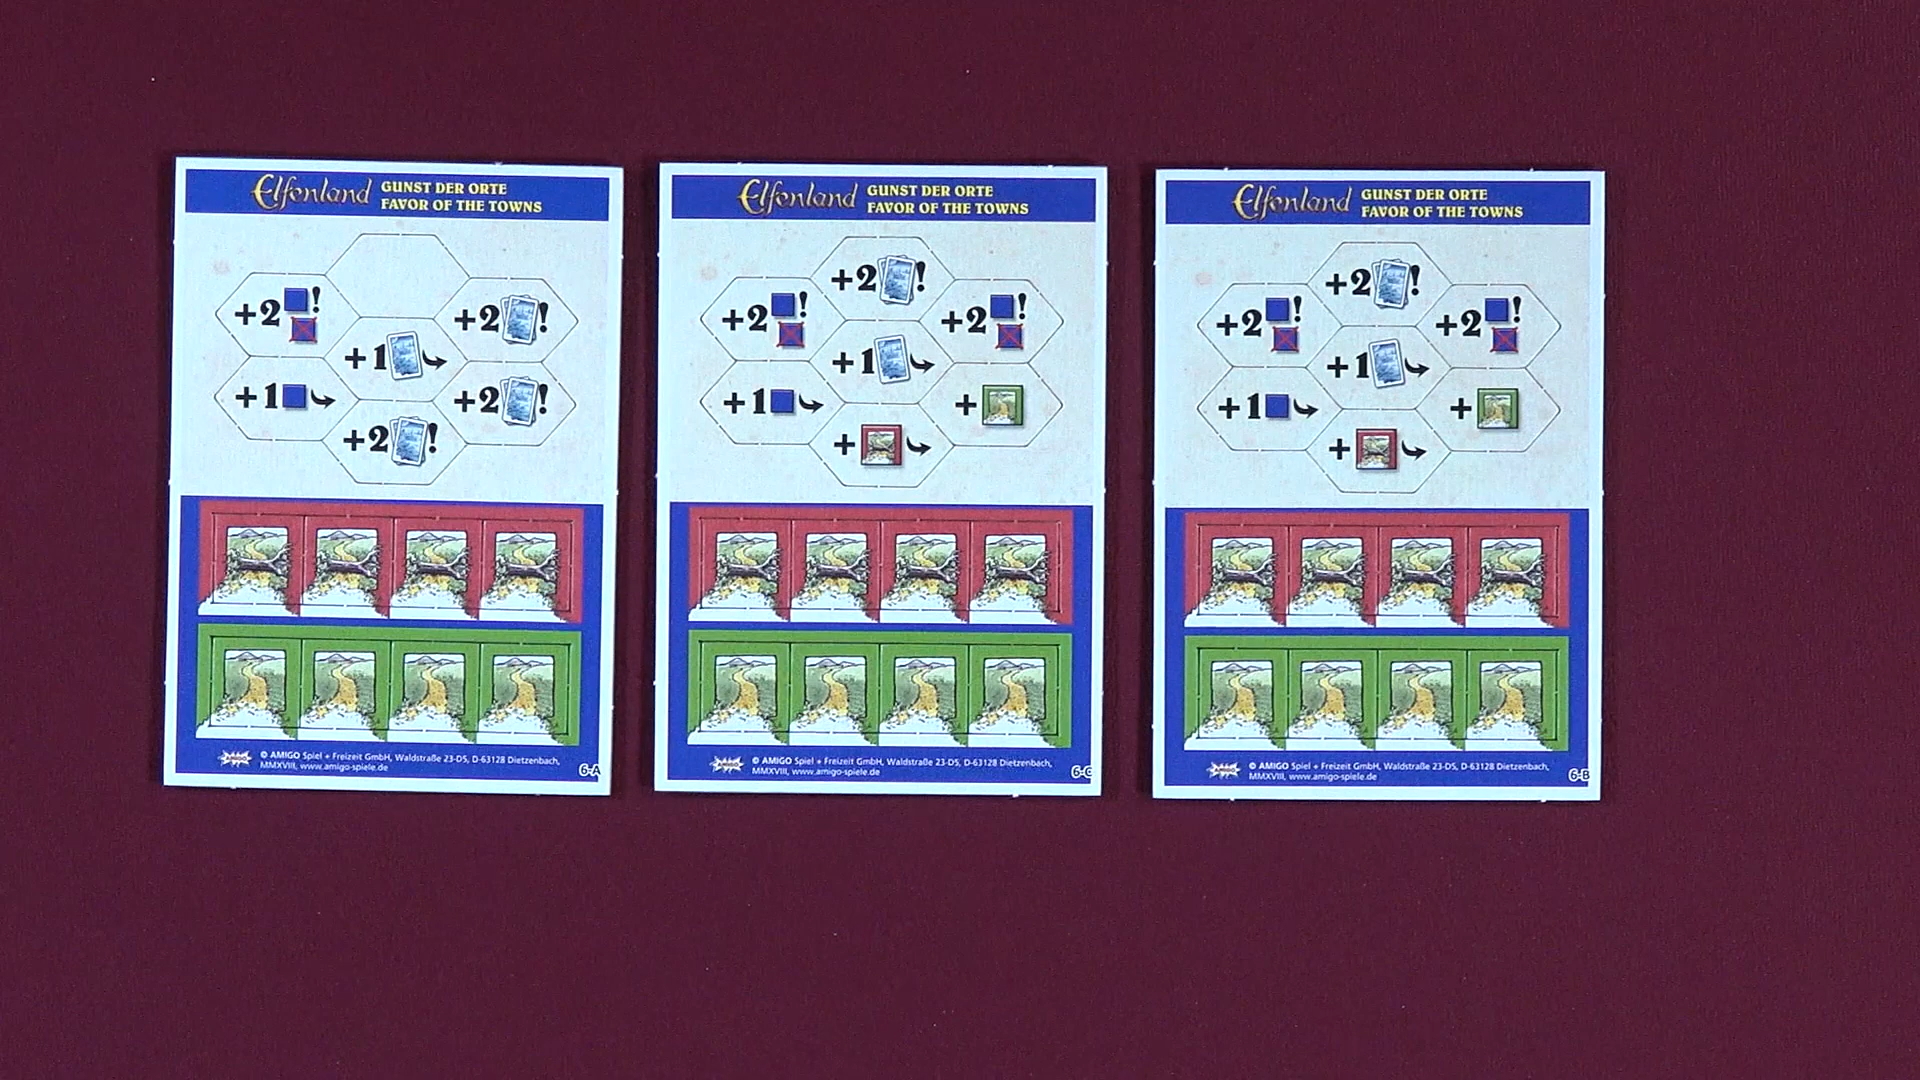 Elfenland GUNST DER ORTE
FAVOR OF THE TOWNS
+2 !
+2 !
+1
+1
+2 !
+2 !
© AMIGO Spiel + Freizeit GmbH, Waldstraße 23-D5, D-63128 Dietzenbach,
MMXVIII, www.amigo-spiele.de
6-A
Elfenland GUNST DER ORTE
FAVOR OF THE TOWNS
+2 !
+2 !
+2 !
+1
+1
+
+
© AMIGO Spiel + Freizeit GmbH, Waldstraße 23-D5, D-63128 Dietzenbach,
MMXVIII, www.amigo-spiele.de
6-C
Elfenland GUNST DER ORTE
FAVOR OF THE TOWNS
+2 !
+2 !
+2 !
+1
+1
+
+
© AMIGO Spiel + Freizeit GmbH, Waldstraße 23-D5, D-63128 Dietzenbach,
MMXVIII, www.amigo-spiele.de
6-B